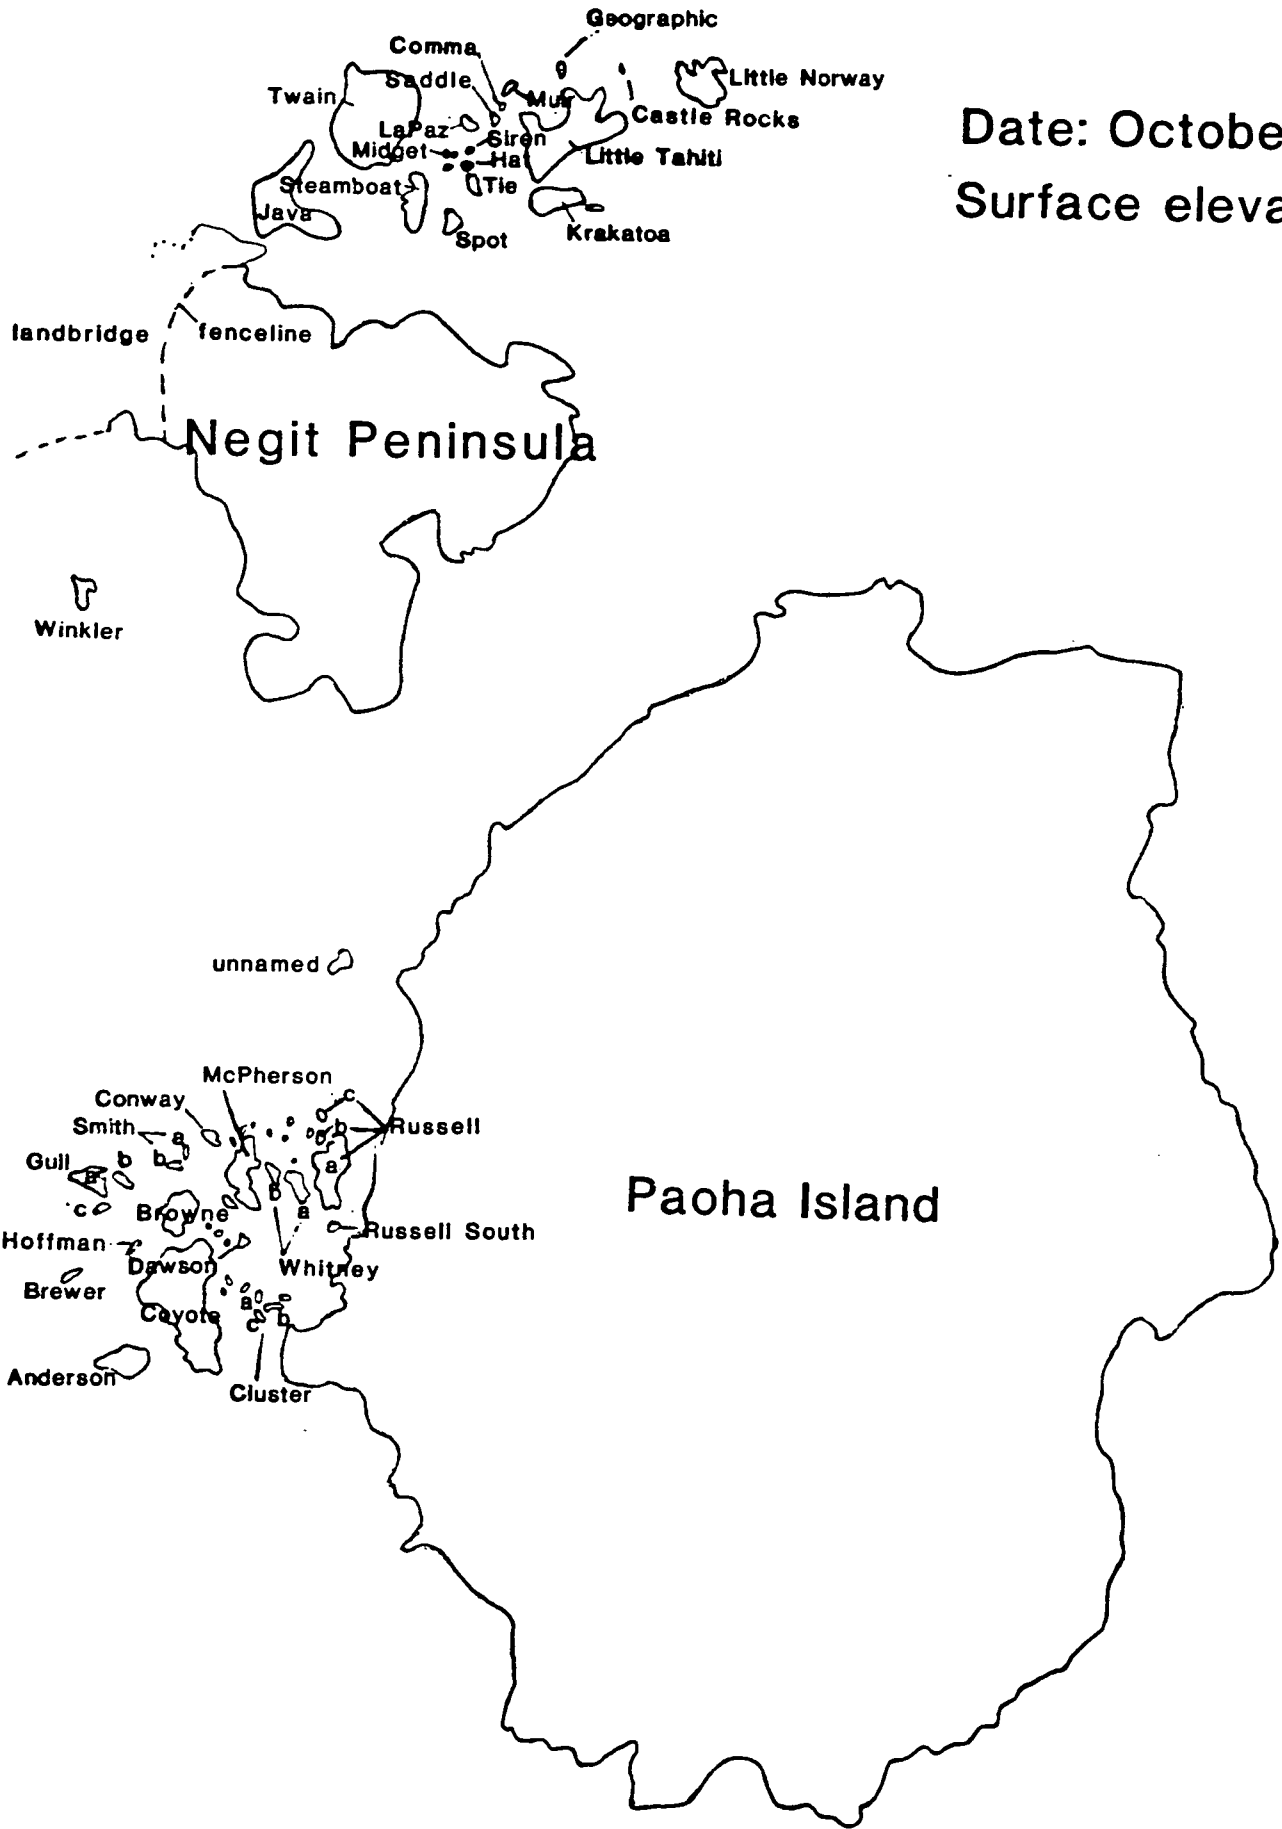 Geographic
Comma
Saddle
Little Norway
Twain
Muir
Castle Rocks
Date: Octobe
LaPaz
Siren
Midget
Hat
Little Tahiti
Steamboat
Tie
Surface eleva
Java
Spot
Krakatoa
landbridge
fenceline
Negit Peninsula
Winkler
unnamed
McPherson
Conway
c
Smith
a
b
Russell
Gull
a
b
b
a
b
a
c
Browne
Russell South
Paoha Island
Hoffman
Dawson
Whitney
Brewer
Coyote
a
c
b
Anderson
Cluster